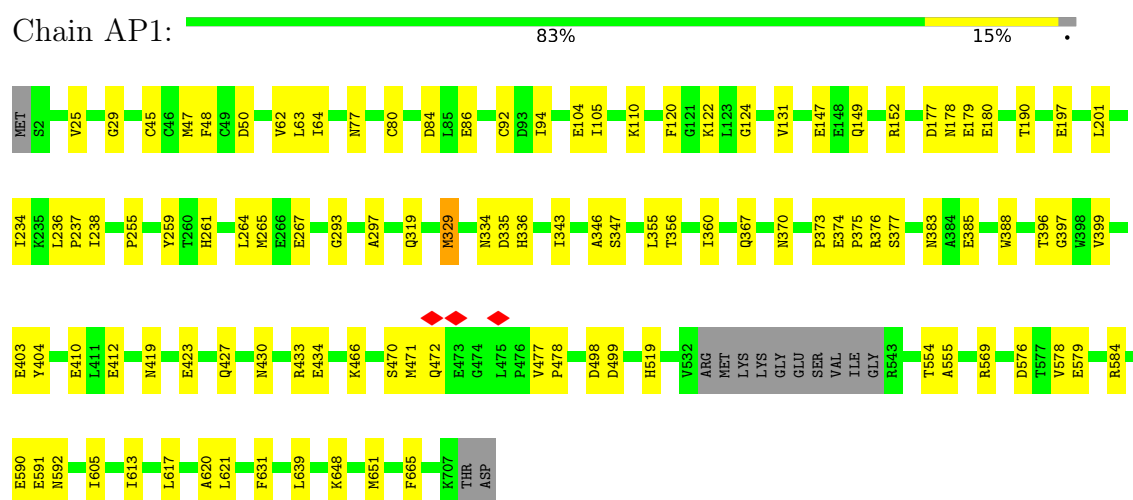 Chain AP1:
83% 15% •
MET S2 V25 G29 C45 C46 M47 F48 C49 D50 V62 L63 I64 N77 C80 D84 L85 E86 C92 D93 I94 E104 I105 K110 F120 G121 K122 L123 G124 V131 E147 E148 Q149 R152 D177 N178 E179 E180 T190 E197 L201
I234 K235 L236 P237 I238 P255 Y259 T260 H261 L264 M265 E266 E267 G293 A297 Q319 M329 N334 D335 H336 I343 A346 S347 L355 T356 I360 Q367 N370 P373 E374 P375 R376 S377 N383 A384 E385 W388 T396 G397 W398 V399
E403 Y404 E410 L411 E412 N419 E423 Q427 N430 R433 E434 K466 S470 M471 Q472 E473 G474 L475 P476 V477 P478 D498 D499 H519 V532 ARG MET LYS LYS GLY GLU SER VAL ILE GLY R543 T554 A555 R569 D576 T577 V578 E579 R584
E590 E591 N592 I605 I613 L617 A620 L621 F631 L639 K648 M651 F665 K707 THR ASP